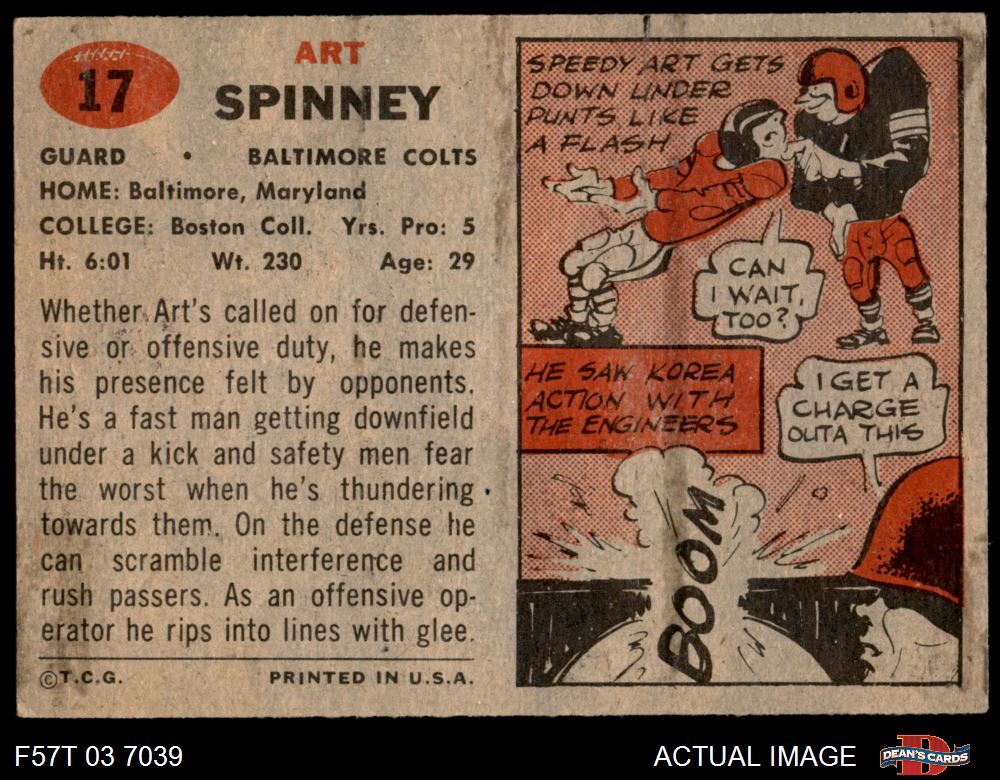 17
ART
SPINNEY
GUARD • BALTIMORE COLTS
HOME: Baltimore, Maryland
COLLEGE: Boston Coll. Yrs. Pro: 5
Ht. 6:01 Wt. 230 Age: 29
Whether Art's called on for defen-
sive or offensive duty, he makes
his presence felt by opponents.
He's a fast man getting downfield
under a kick and safety men fear
the worst when he's thundering
towards them. On the defense he
can scramble interference and
rush passers. As an offensive op-
erator he rips into lines with glee.
©T.C.G. PRINTED IN U.S.A.
SPEEDY ART GETS
DOWN UNDER
PUNTS LIKE
A FLASH
CAN
I WAIT,
TOO?
HE SAW KOREA
ACTION WITH
THE ENGINEERS
I GET A
CHARGE
OUTA THIS
BOOM
F57T 03 7039
ACTUAL IMAGE
DEAN'S CARDS